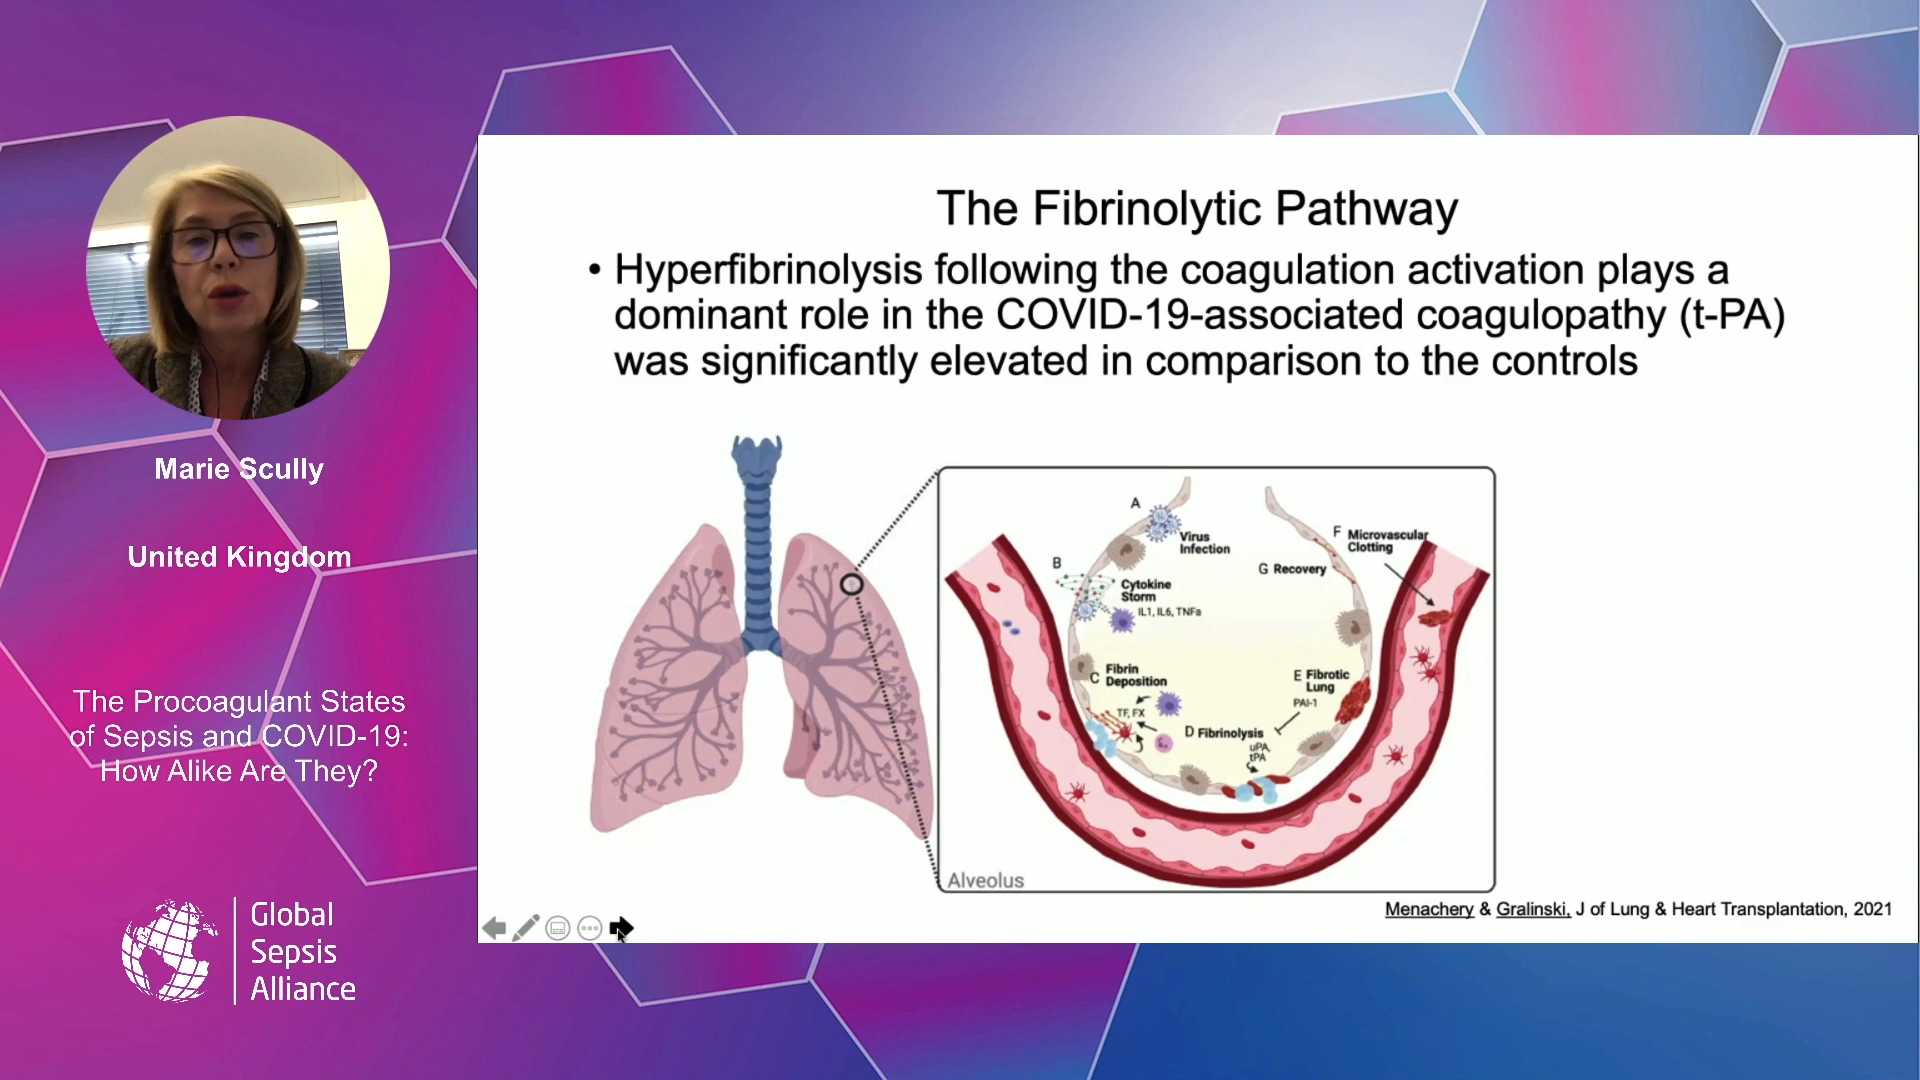 Marie Scully
United Kingdom
The Procoagulant States
of Sepsis and COVID-19:
How Alike Are They?
Global
Sepsis
Alliance
The Fibrinolytic Pathway
• Hyperfibrinolysis following the coagulation activation plays a
dominant role in the COVID-19-associated coagulopathy (t-PA)
was significantly elevated in comparison to the controls
A
Virus
Infection
B
Cytokine
Storm
IL1, IL6, TNFa
C Fibrin
Deposition
TF, FX
D Fibrinolysis
uPA,
tPA
E Fibrotic
Lung
PAI-1
F Microvascular
Clotting
G Recovery
Alveolus
Menachery & Gralinski, J of Lung & Heart Transplantation, 2021